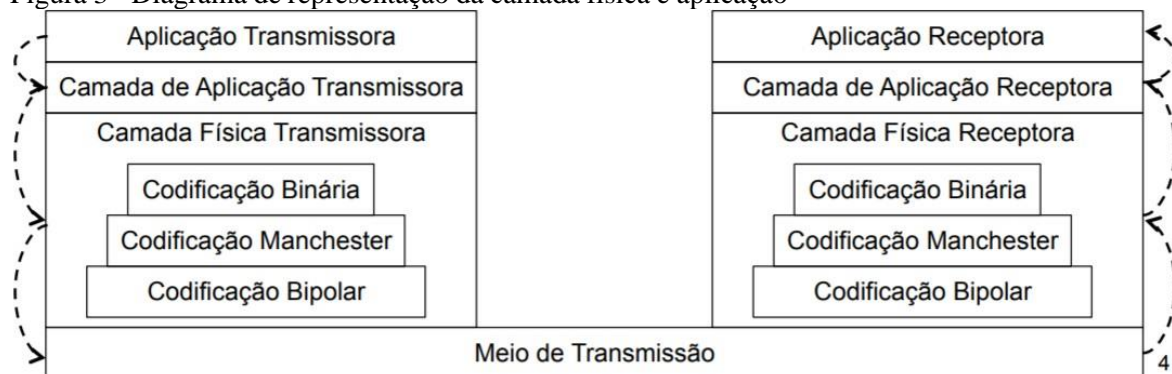 Aplicação Transmissora
Camada de Aplicação Transmissora
Camada Física Transmissora
Codificação Binária
Codificação Manchester
Codificação Bipolar
Aplicação Receptora
Camada de Aplicação Receptora
Camada Física Receptora
Codificação Binária
Codificação Manchester
Codificação Bipolar
Meio de Transmissão
4